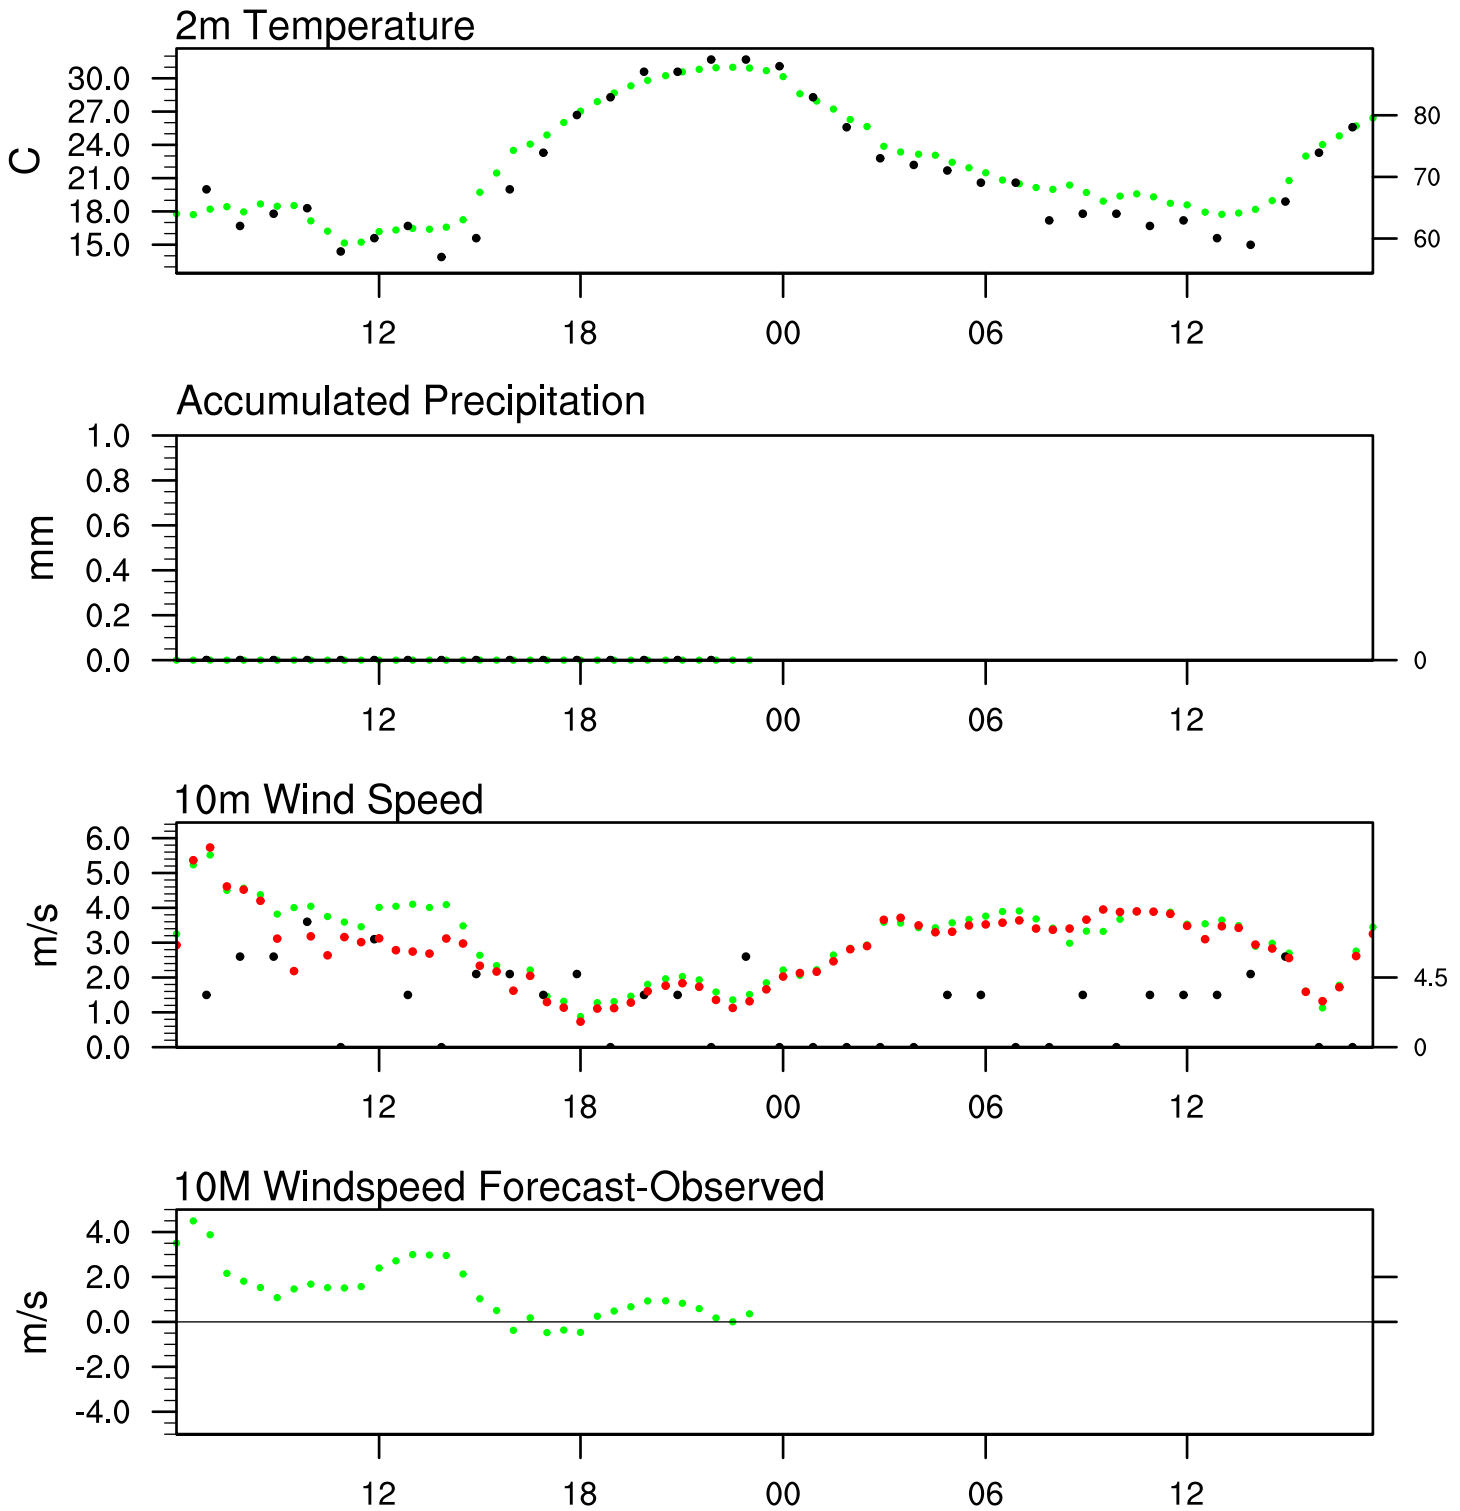 2m Temperature
C
30.0
27.0
24.0
21.0
18.0
15.0
80
70
60
12 18 00 06 12
Accumulated Precipitation
mm
1.0
0.8
0.6
0.4
0.2
0.0
0
12 18 00 06 12
10m Wind Speed
m/s
6.0
5.0
4.0
3.0
2.0
1.0
0.0
4.5
0
12 18 00 06 12
10M Windspeed Forecast-Observed
m/s
4.0
2.0
0.0
-2.0
-4.0
12 18 00 06 12